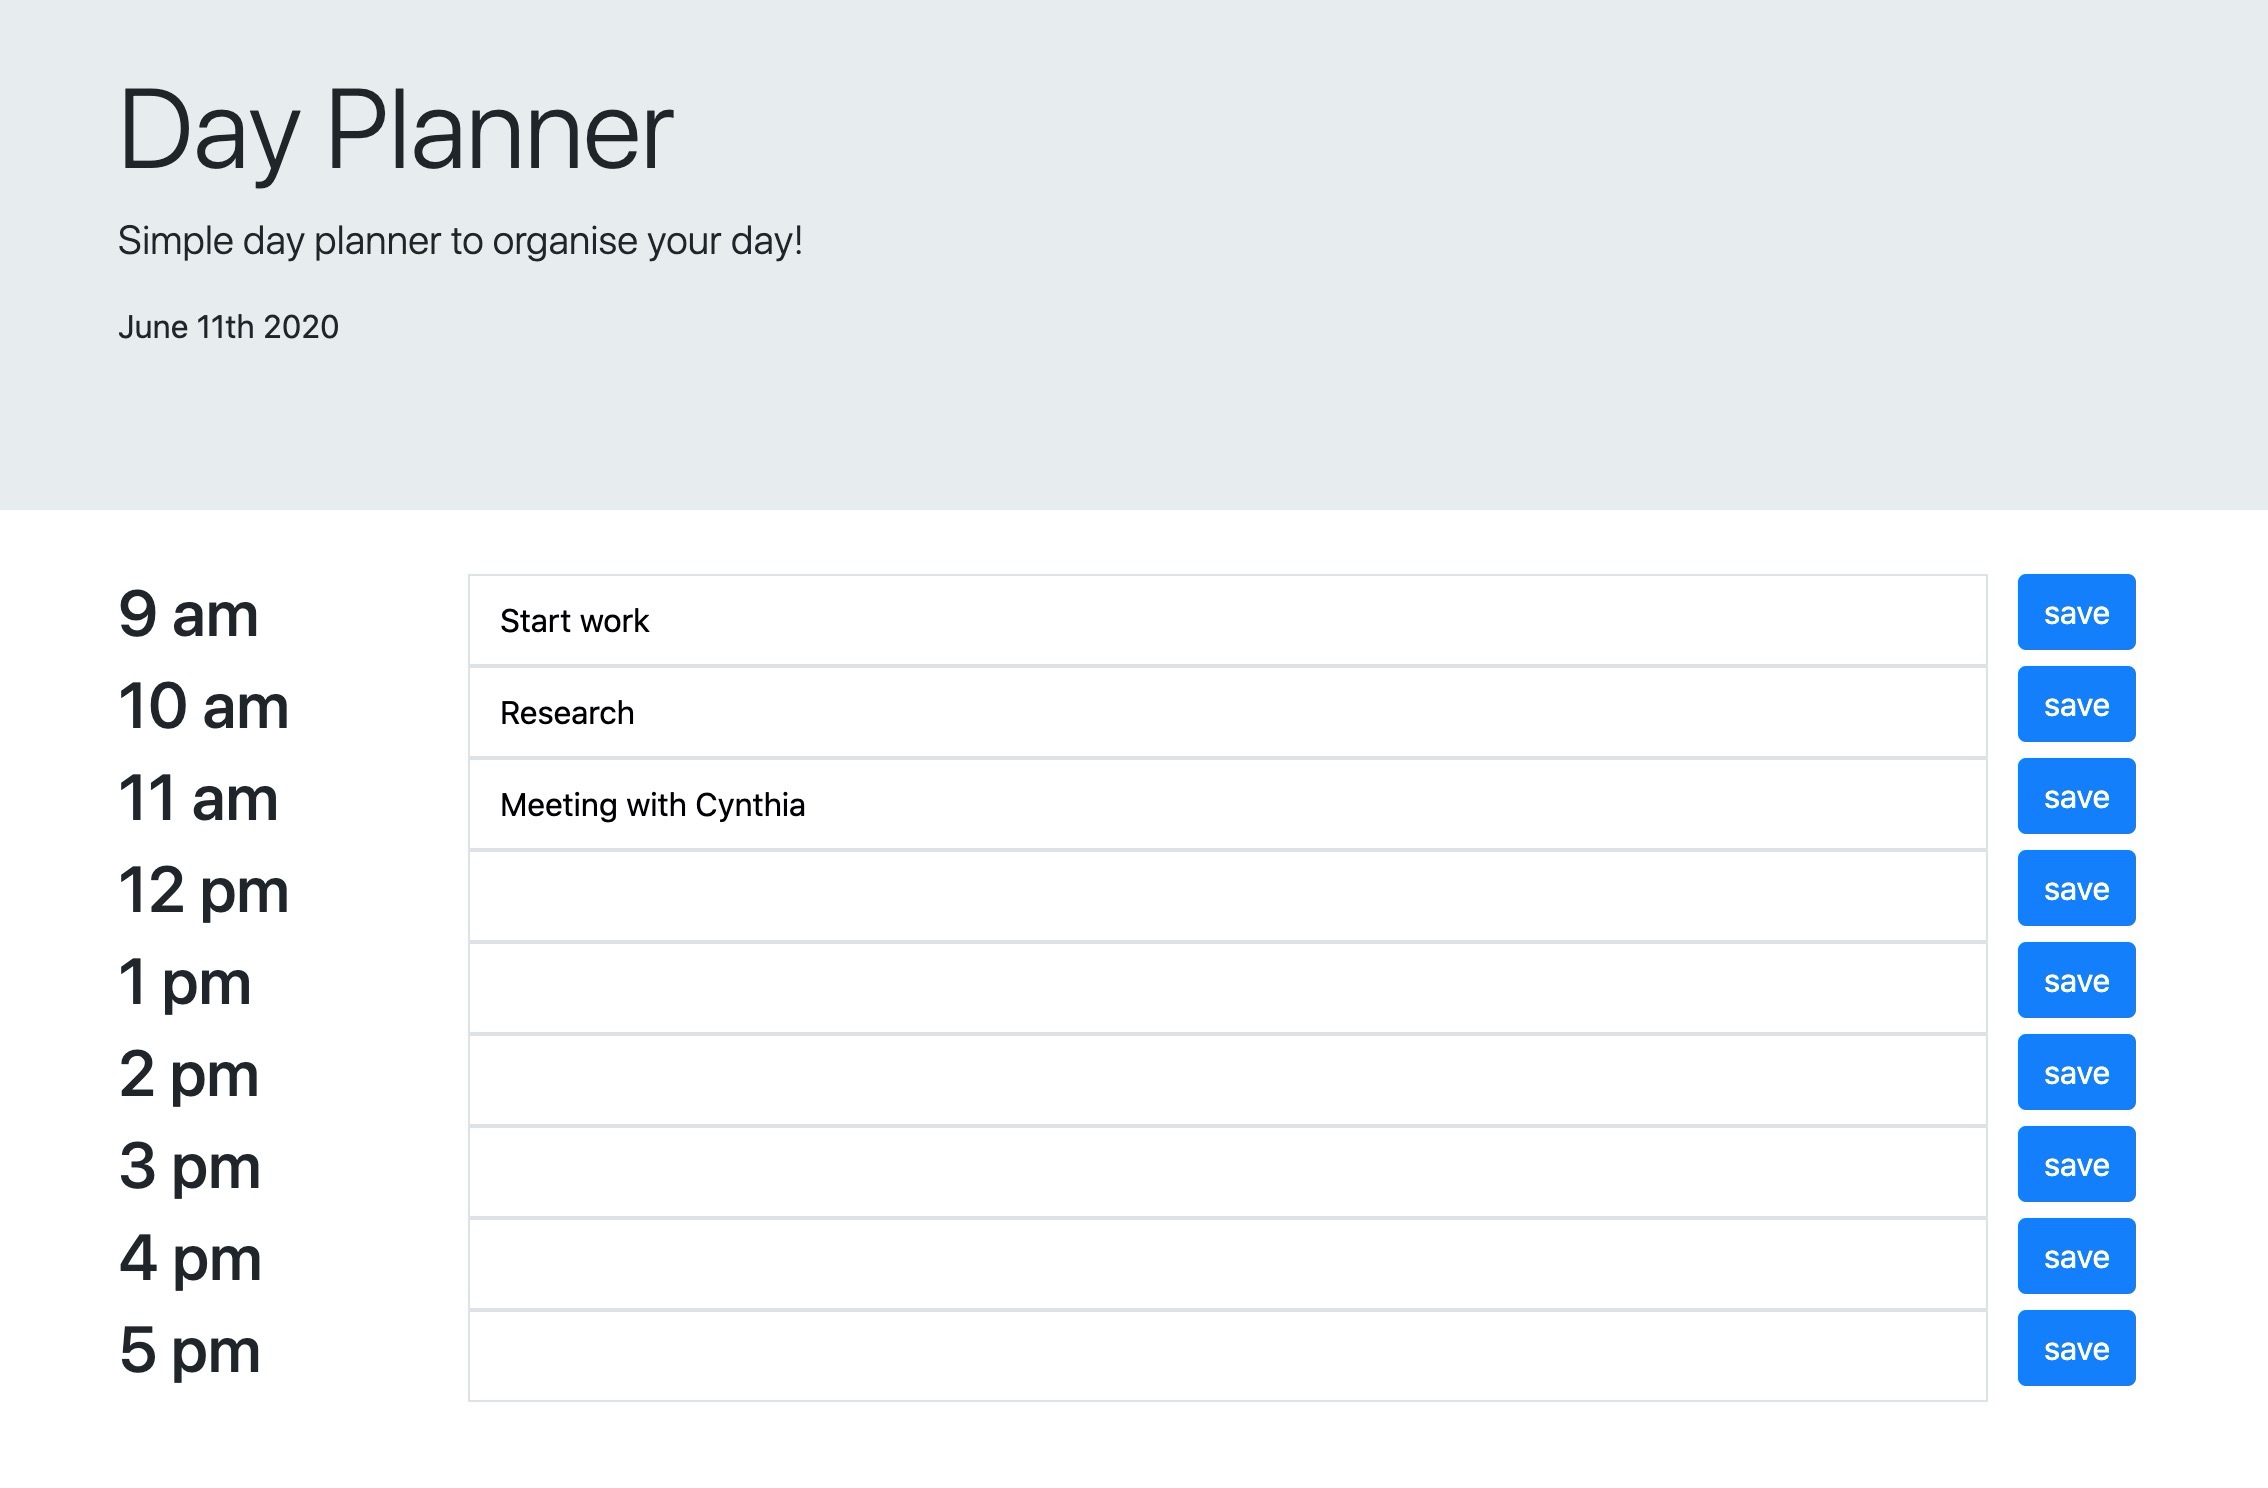 Day Planner
Simple day planner to organise your day!
June 11th 2020
9 am Start work save
10 am Research save
11 am Meeting with Cynthia save
12 pm save
1 pm save
2 pm save
3 pm save
4 pm save
5 pm save